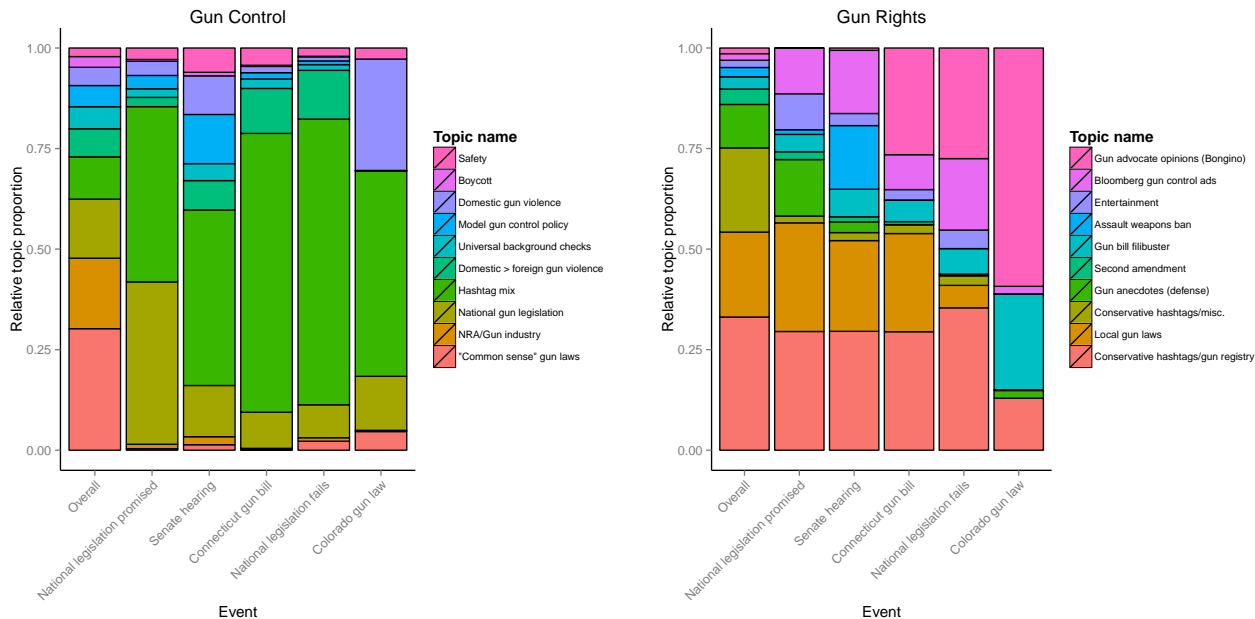 Gun Control
Relative topic proportion
1.00
0.75
0.50
0.25
0.00
Overall
National legislation promised
Senate hearing
Connecticut gun bill
National legislation fails
Colorado gun law
Event
Topic name
Safety
Boycott
Domestic gun violence
Model gun control policy
Universal background checks
Domestic > foreign gun violence
Hashtag mix
National gun legislation
NRA/Gun industry
"Common sense" gun laws
Gun Rights
Relative topic proportion
1.00
0.75
0.50
0.25
0.00
Overall
National legislation promised
Senate hearing
Connecticut gun bill
National legislation fails
Colorado gun law
Event
Topic name
Gun advocate opinions (Bongino)
Bloomberg gun control ads
Entertainment
Assault weapons ban
Gun bill filibuster
Second amendment
Gun anecdotes (defense)
Conservative hashtags/misc.
Local gun laws
Conservative hashtags/gun registry